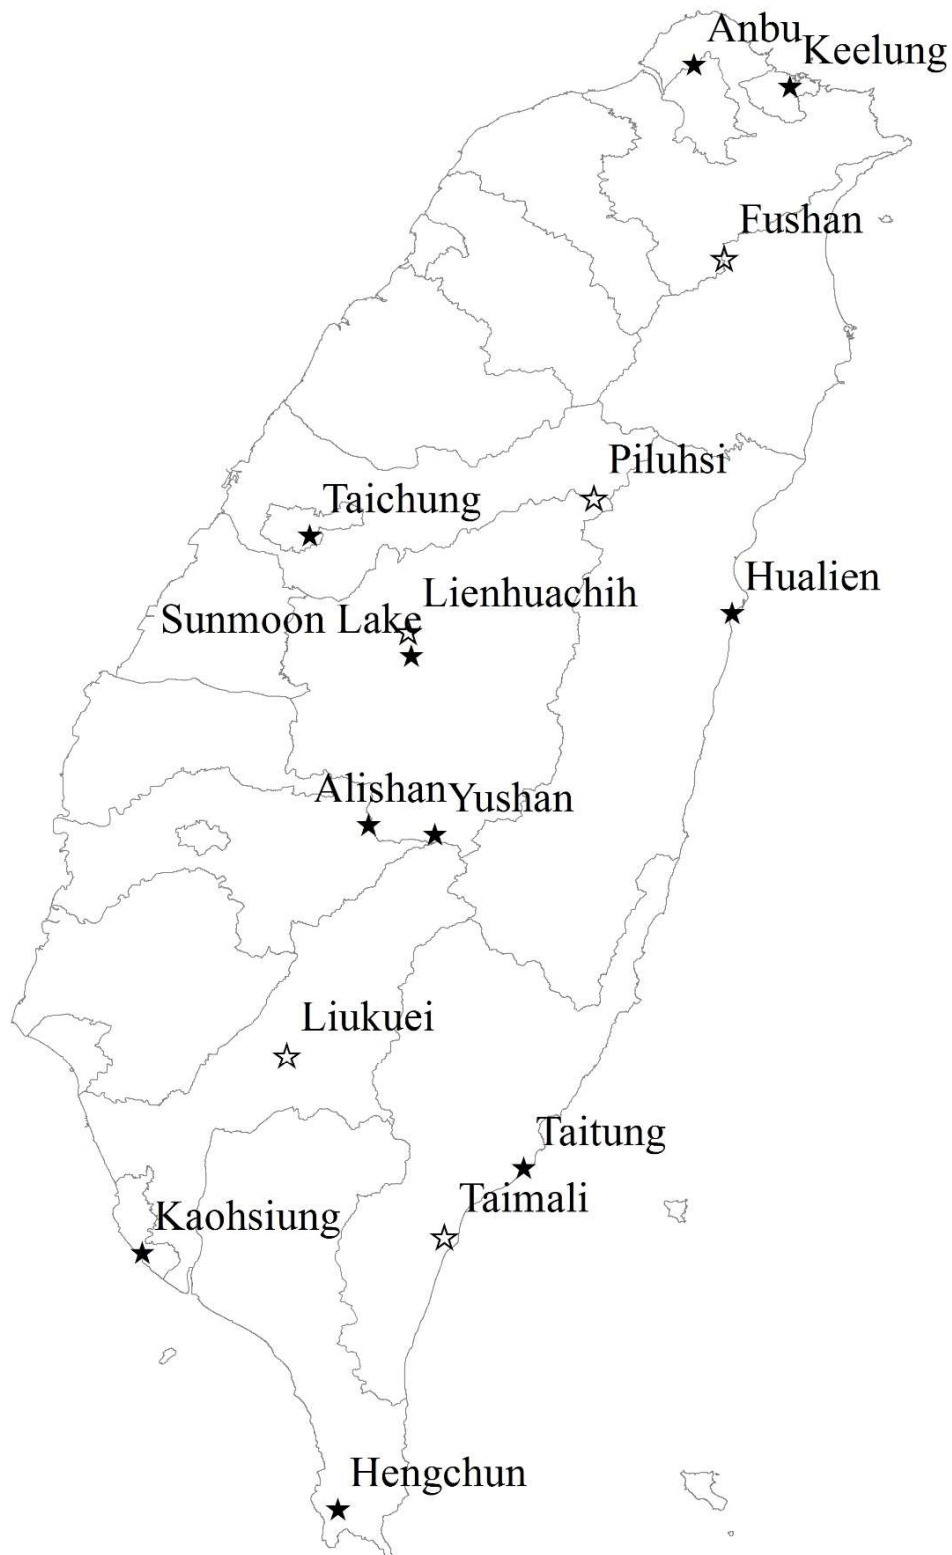 Anbu
Keelung
Fushan
Piluhsi
Taichung
Hualien
Lienhuachih
Sunmoon Lake
Alishan
Yushan
Liukuei
Taitung
Taimali
Kaohsiung
Hengchun